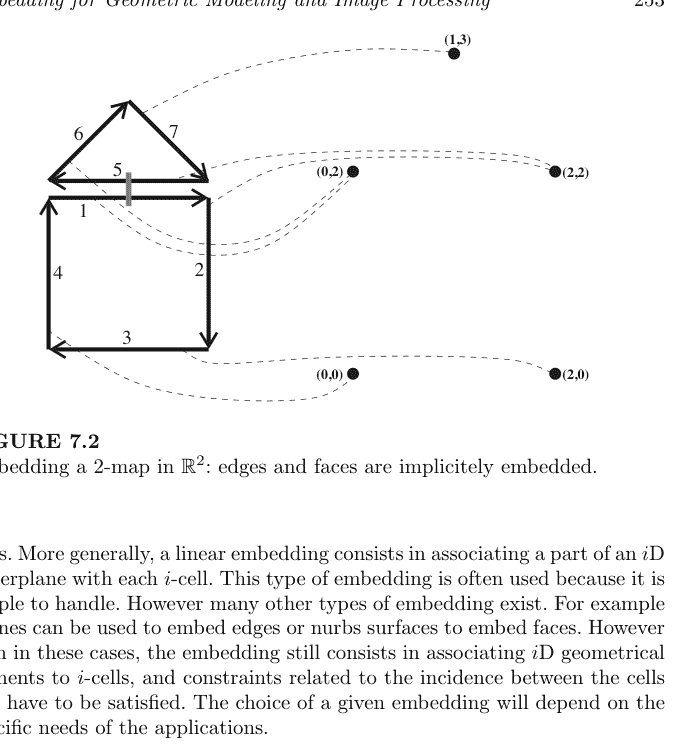 bedding for Geometric Modeling and Image Processing
(1,3)
6
7
5
(0,2)
(2,2)
1
4
2
3
(0,0)
(2,0)
GURE 7.2
bedding a 2-map in ℝ²: edges and faces are implicitely embedded.
s. More generally, a linear embedding consists in associating a part of an iD
erplane with each i-cell. This type of embedding is often used because it is
ple to handle. However many other types of embedding exist. For example
nes can be used to embed edges or nurbs surfaces to embed faces. However
n in these cases, the embedding still consists in associating iD geometrical
nents to i-cells, and constraints related to the incidence between the cells
have to be satisfied. The choice of a given embedding will depend on the
cific needs of the applications.